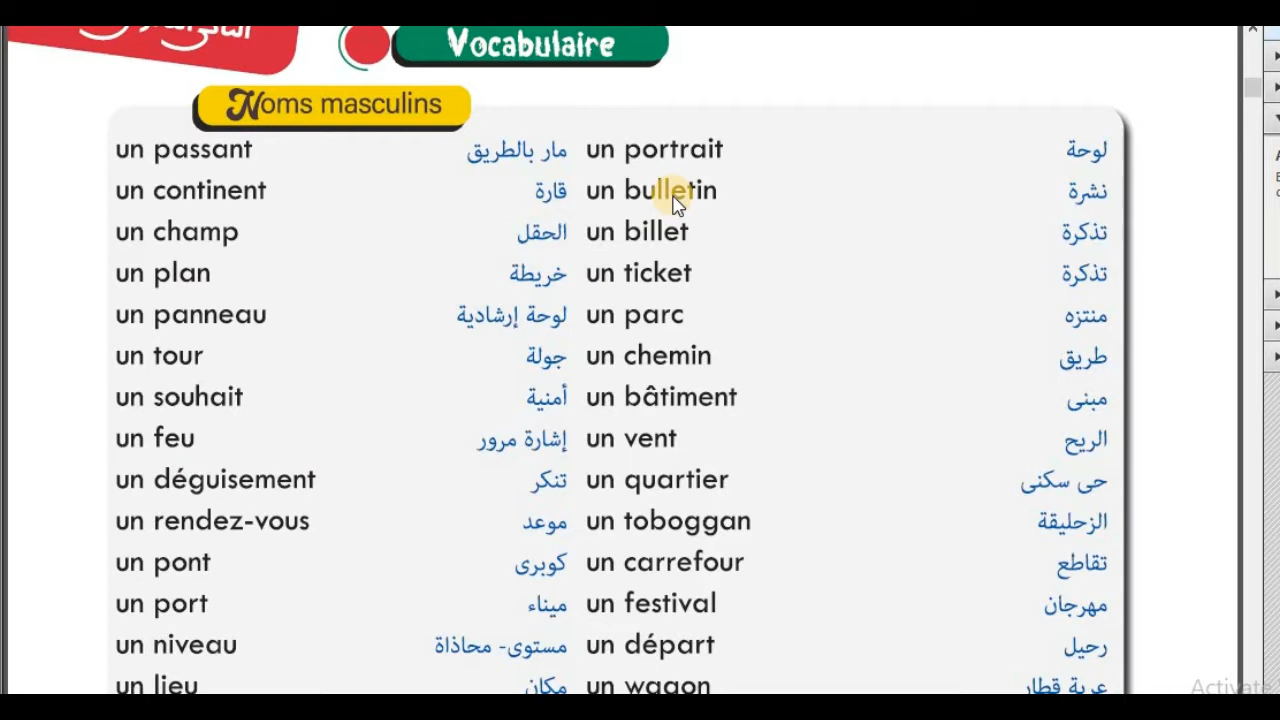 Vocabulaire
Noms masculins
un passant مار بالطريق un portrait لوحة
un continent قارة un bulletin نشرة
un champ الحقل un billet تذكرة
un plan خريطة un ticket تذكرة
un panneau لوحة إرشادية un parc منتزه
un tour جولة un chemin طريق
un souhait أمنية un bâtiment مبنى
un feu إشارة مرور un vent الريح
un déguisement تنكر un quartier حى سكنى
un rendez-vous موعد un toboggan الزحليقة
un pont كوبرى un carrefour تقاطع
un port ميناء un festival مهرجان
un niveau مستوى- محاذاة un départ رحيل
un lieu مكان un wagon عربة قطار
Activate